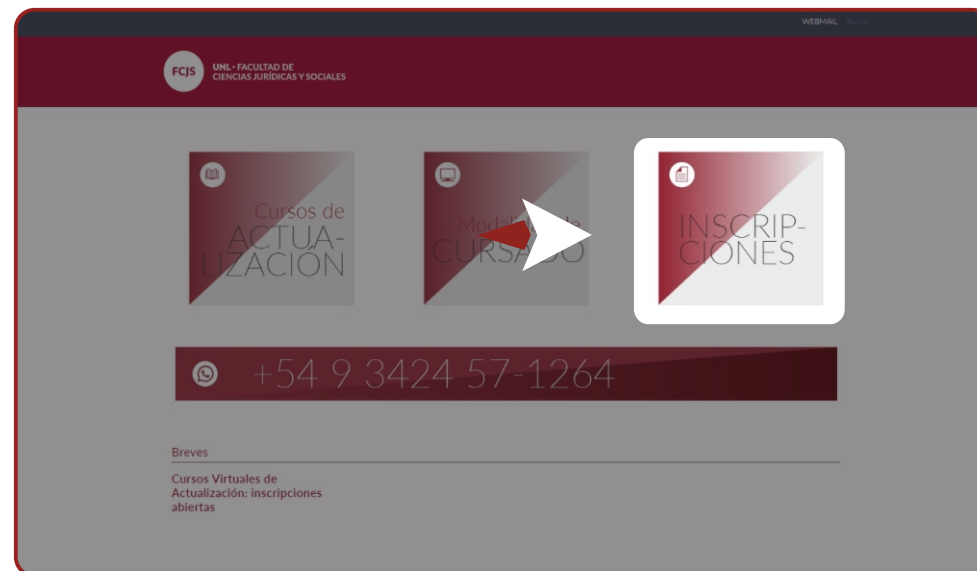 WEBMAIL
FCJS
UNL · FACULTAD DE
CIENCIAS JURÍDICAS Y SOCIALES
Cursos de
ACTUA-
LIZACIÓN
CURSADO
INSCRIP-
CIONES
+54 9 3424 57-1264
Breves
Cursos Virtuales de
Actualización: inscripciones
abiertas